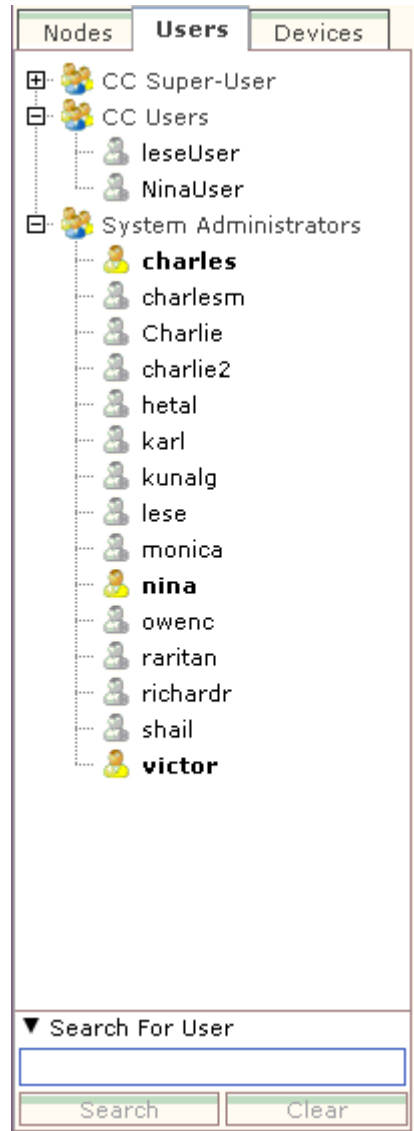 Nodes Users Devices
CC Super-User
CC Users
leseUser
NinaUser
System Administrators
charles
charlesm
Charlie
charlie2
hetal
karl
kunalg
lese
monica
nina
owenc
raritan
richardr
shail
victor
▼ Search For User
Search Clear